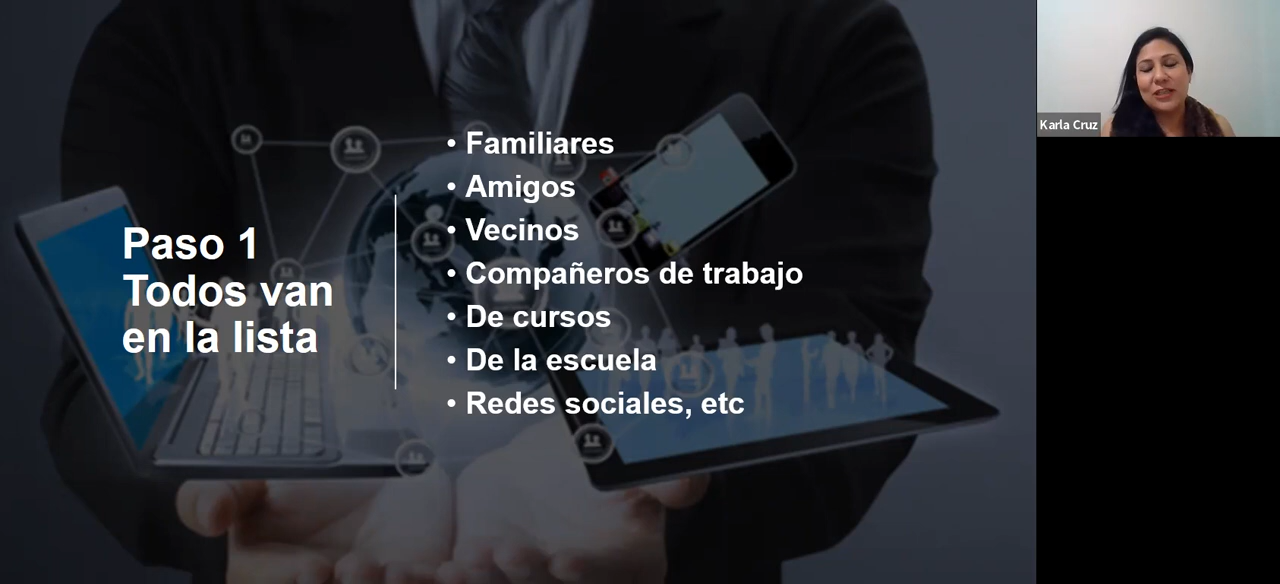 Paso 1
Todos van
en la lista
• Familiares
• Amigos
• Vecinos
• Compañeros de trabajo
• De cursos
• De la escuela
• Redes sociales, etc
Karla Cruz